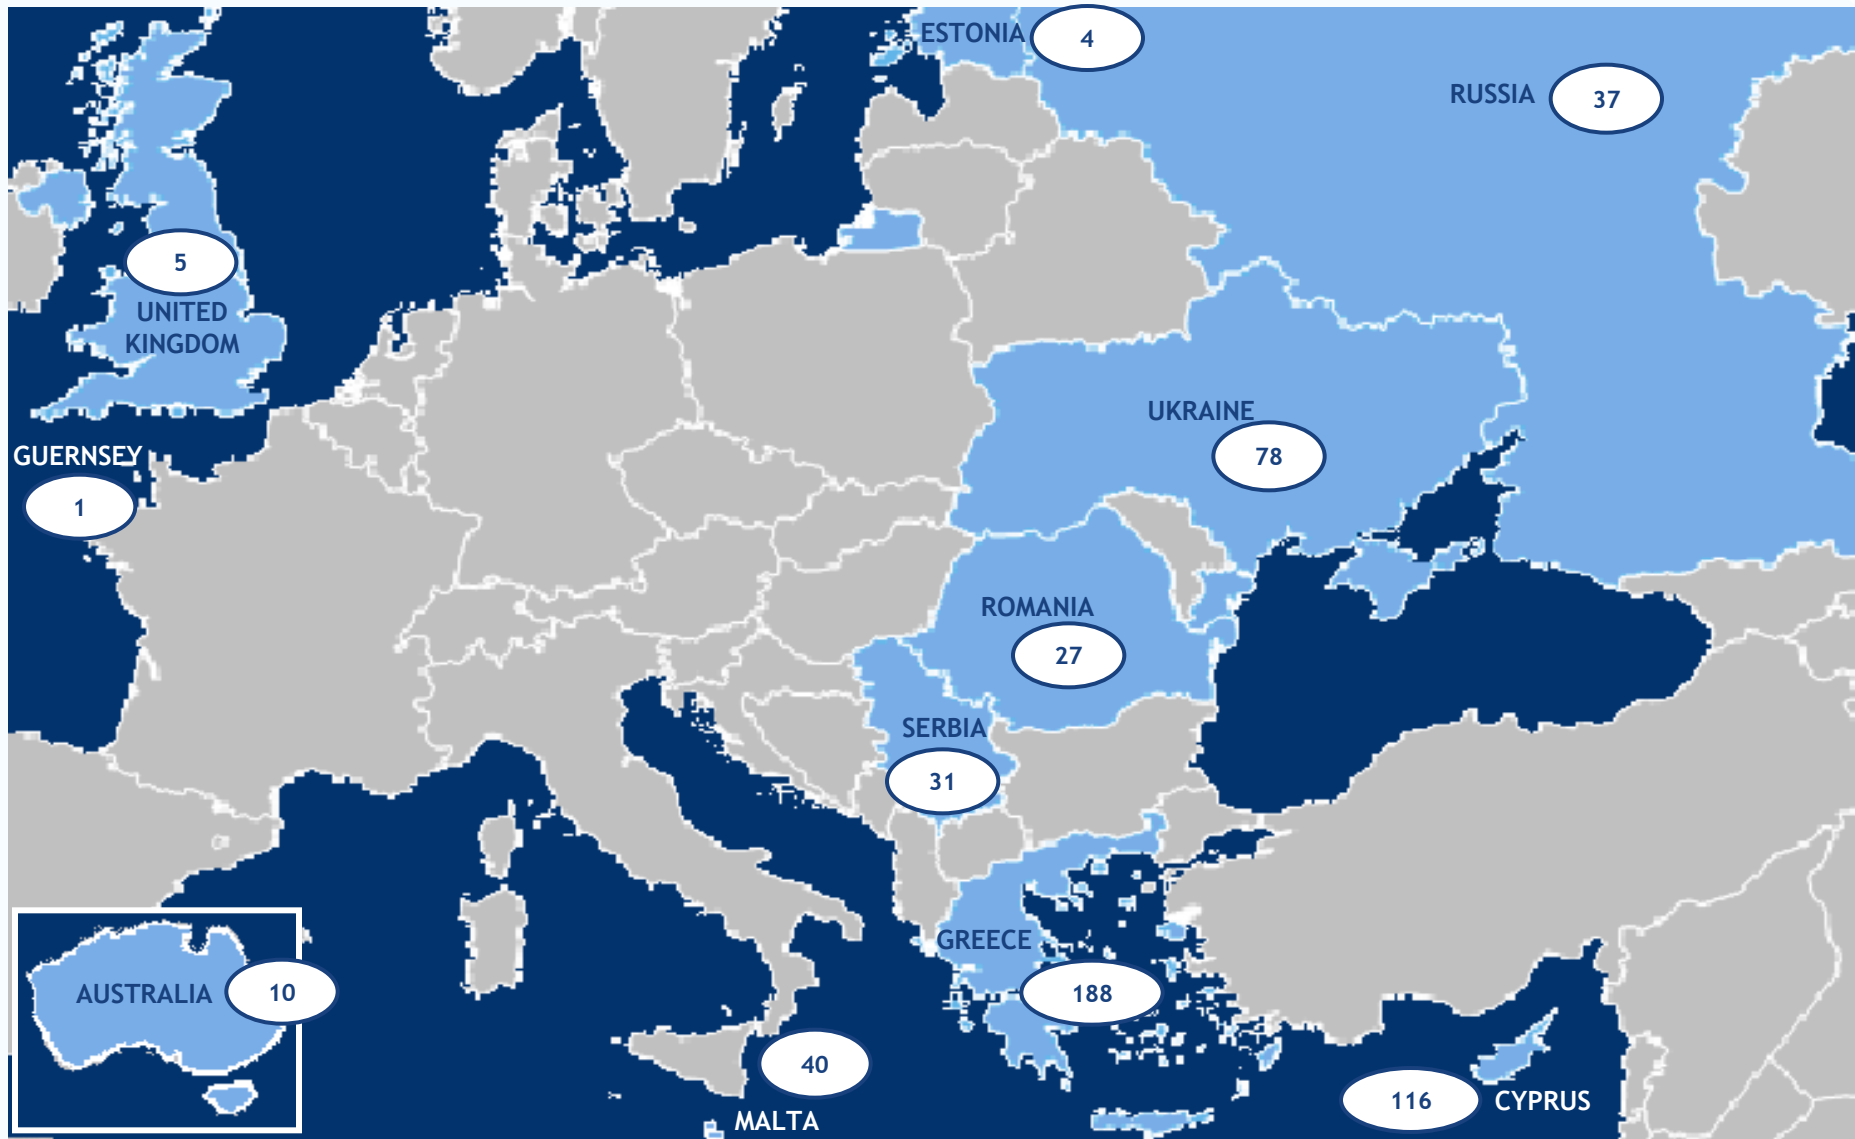 ESTONIA 4
RUSSIA 37
5
UNITED
KINGDOM
UKRAINE
78
GUERNSEY
1
ROMANIA
27
SERBIA
31
GREECE
188
AUSTRALIA 10
40
MALTA
116 CYPRUS